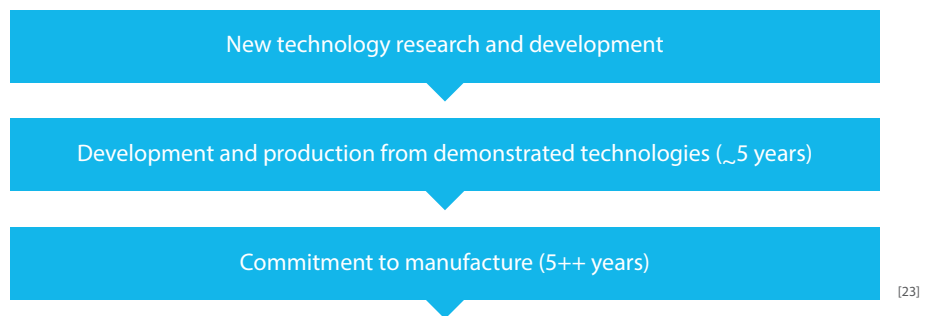 New technology research and development
Development and production from demonstrated technologies (~5 years)
Commitment to manufacture (5++ years)
[23]